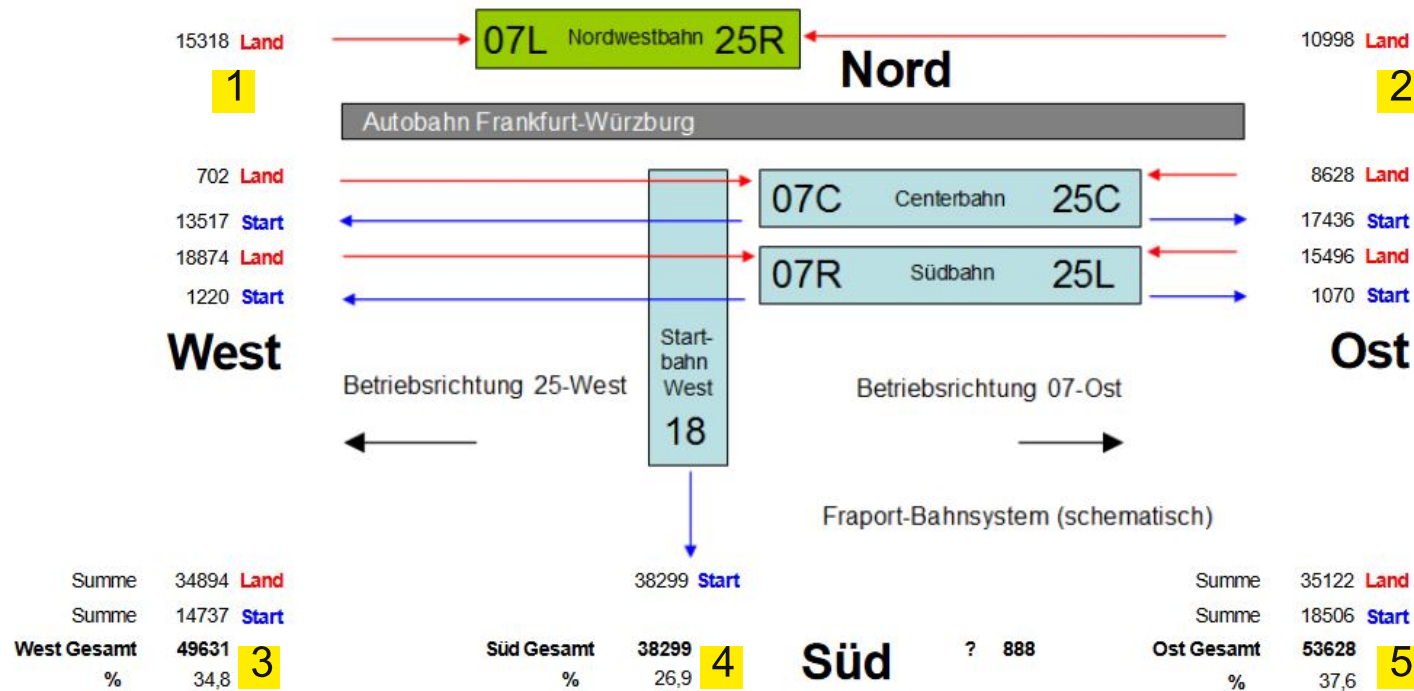 15318 Land
07L Nordwestbahn 25R
10998 Land
1
Nord
2
Autobahn Frankfurt-Würzburg
702 Land
8628 Land
07C Centerbahn 25C
13517 Start
17436 Start
18874 Land
15496 Land
07R Südbahn 25L
1220 Start
1070 Start
West
Start-
bahn
West
18
Ost
Betriebsrichtung 25-West
Betriebsrichtung 07-Ost
Fraport-Bahnsystem (schematisch)
Summe 34894 Land
38299 Start
Summe 35122 Land
Summe 14737 Start
Summe 18506 Start
West Gesamt 49631
3
Süd Gesamt 38299
4
Süd
? 888
Ost Gesamt 53628
5
% 34,8
% 26,9
% 37,6